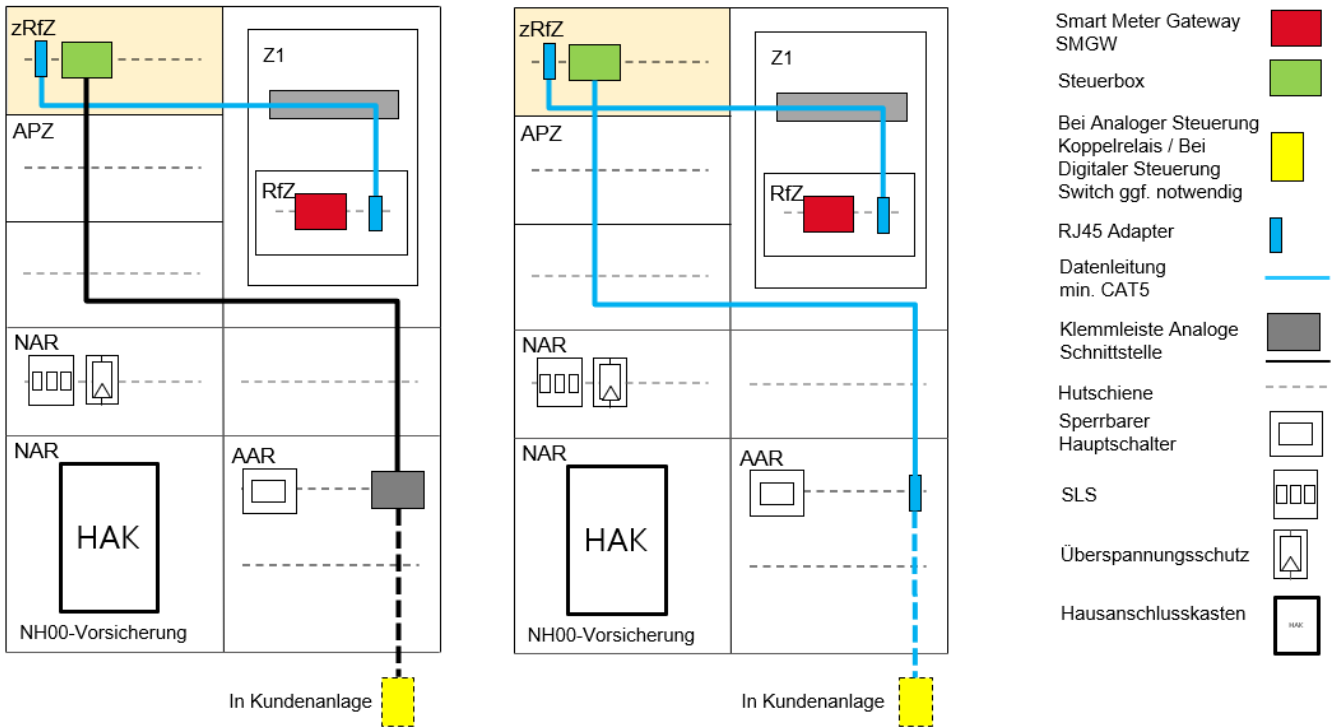 zRfZ
Z1
APZ
RfZ
NAR
NAR
AAR
HAK
NH00-Vorsicherung
In Kundenanlage
zRfZ
Z1
APZ
RfZ
NAR
NAR
AAR
HAK
NH00-Vorsicherung
In Kundenanlage
Smart Meter Gateway
SMGW
Steuerbox
Bei Analoger Steuerung
Koppelrelais / Bei
Digitaler Steuerung
Switch ggf. notwendig
RJ45 Adapter
Datenleitung
min. CAT5
Klemmleiste Analoge
Schnittstelle
Hutschiene
Sperrbarer
Hauptschalter
SLS
Überspannungsschutz
Hausanschlusskasten
HAK